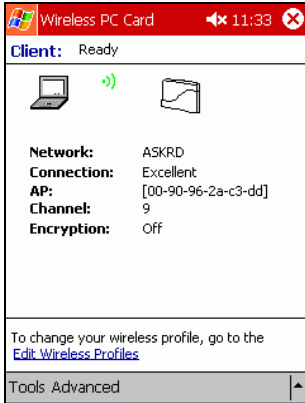 Wireless PC Card 11:33
Client: Ready
Network: ASKRD
Connection: Excellent
AP: [00-90-96-2a-c3-dd]
Channel: 9
Encryption: Off
To change your wireless profile, go to the
Edit Wireless Profiles
Tools Advanced